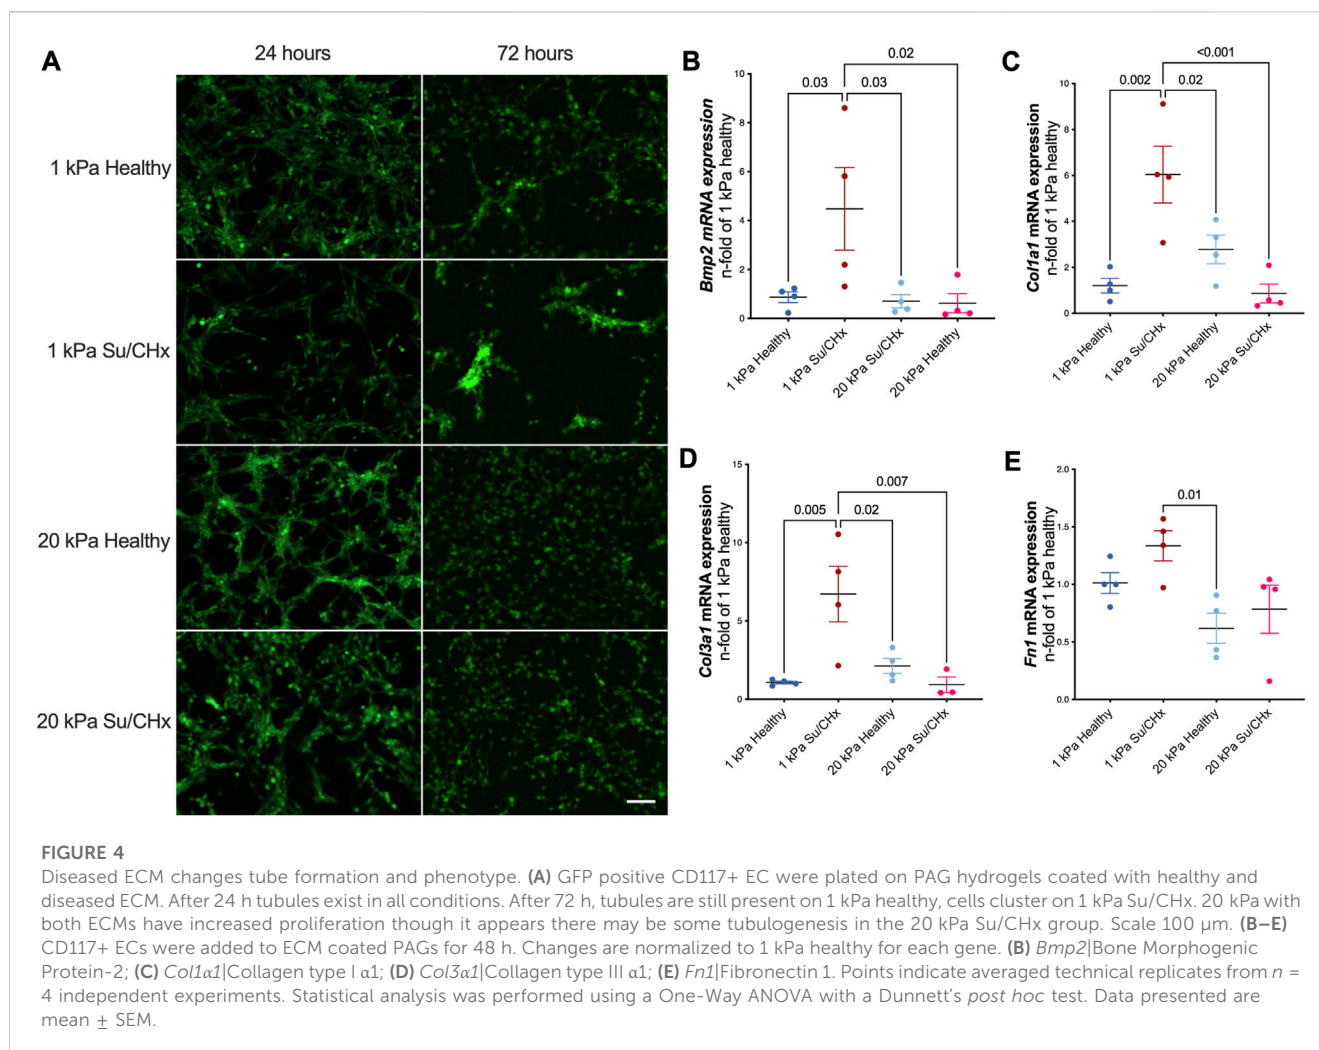 A
24 hours
72 hours
1 kPa Healthy
1 kPa Su/CHx
20 kPa Healthy
20 kPa Su/CHx
B
Bmp2 mRNA expression
n-fold of 1 kPa healthy
10
8
6
4
2
0
0.02
0.03
0.03
1 kPa Healthy
1 kPa Su/CHx
20 kPa Su/CHx
20 kPa Healthy
C
Col1a1 mRNA expression
n-fold of 1 kPa healthy
10
8
6
4
2
0
<0.001
0.002
0.02
1 kPa Healthy
1 kPa Su/CHx
20 kPa Healthy
20 kPa Su/CHx
D
Col3a1 mRNA expression
n-fold of 1 kPa healthy
15
10
5
0
0.007
0.005
0.02
1 kPa Healthy
1 kPa Su/CHx
20 kPa Healthy
20 kPa Su/CHx
E
Fn1 mRNA expression
n-fold of 1 kPa healthy
2.0
1.5
1.0
0.5
0.0
0.01
1 kPa Healthy
1 kPa Su/CHx
20 kPa Healthy
20 kPa Su/CHx
FIGURE 4
Diseased ECM changes tube formation and phenotype. (A) GFP positive CD117+ EC were plated on PAG hydrogels coated with healthy and
diseased ECM. After 24 h tubules exist in all conditions. After 72 h, tubules are still present on 1 kPa healthy, cells cluster on 1 kPa Su/CHx. 20 kPa with
both ECMs have increased proliferation though it appears there may be some tubulogenesis in the 20 kPa Su/CHx group. Scale 100 µm. (B–E)
CD117+ ECs were added to ECM coated PAGs for 48 h. Changes are normalized to 1 kPa healthy for each gene. (B) Bmp2|Bone Morphogenic
Protein-2; (C) Col1α1|Collagen type I α1; (D) Col3α1|Collagen type III α1; (E) Fn1|Fibronectin 1. Points indicate averaged technical replicates from n =
4 independent experiments. Statistical analysis was performed using a One-Way ANOVA with a Dunnett's post hoc test. Data presented are
mean ± SEM.